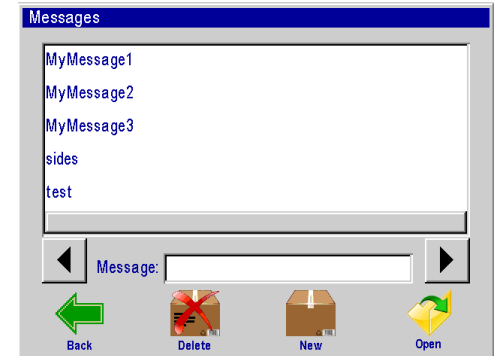 Messages
MyMessage1
MyMessage2
MyMessage3
sides
test
Message:
Back Delete New Open